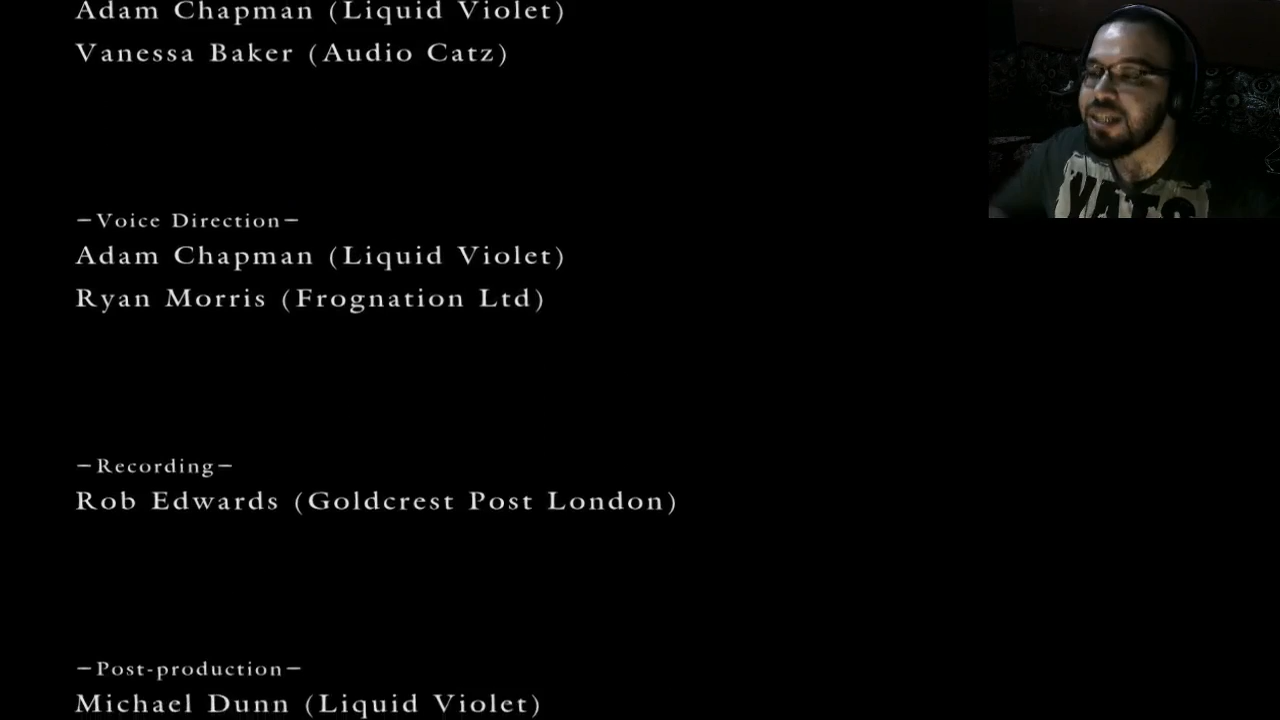 Adam Chapman (Liquid Violet)
Vanessa Baker (Audio Catz)
—Voice Direction—
Adam Chapman (Liquid Violet)
Ryan Morris (Frognation Ltd)
—Recording—
Rob Edwards (Goldcrest Post London)
—Post-production—
Michael Dunn (Liquid Violet)